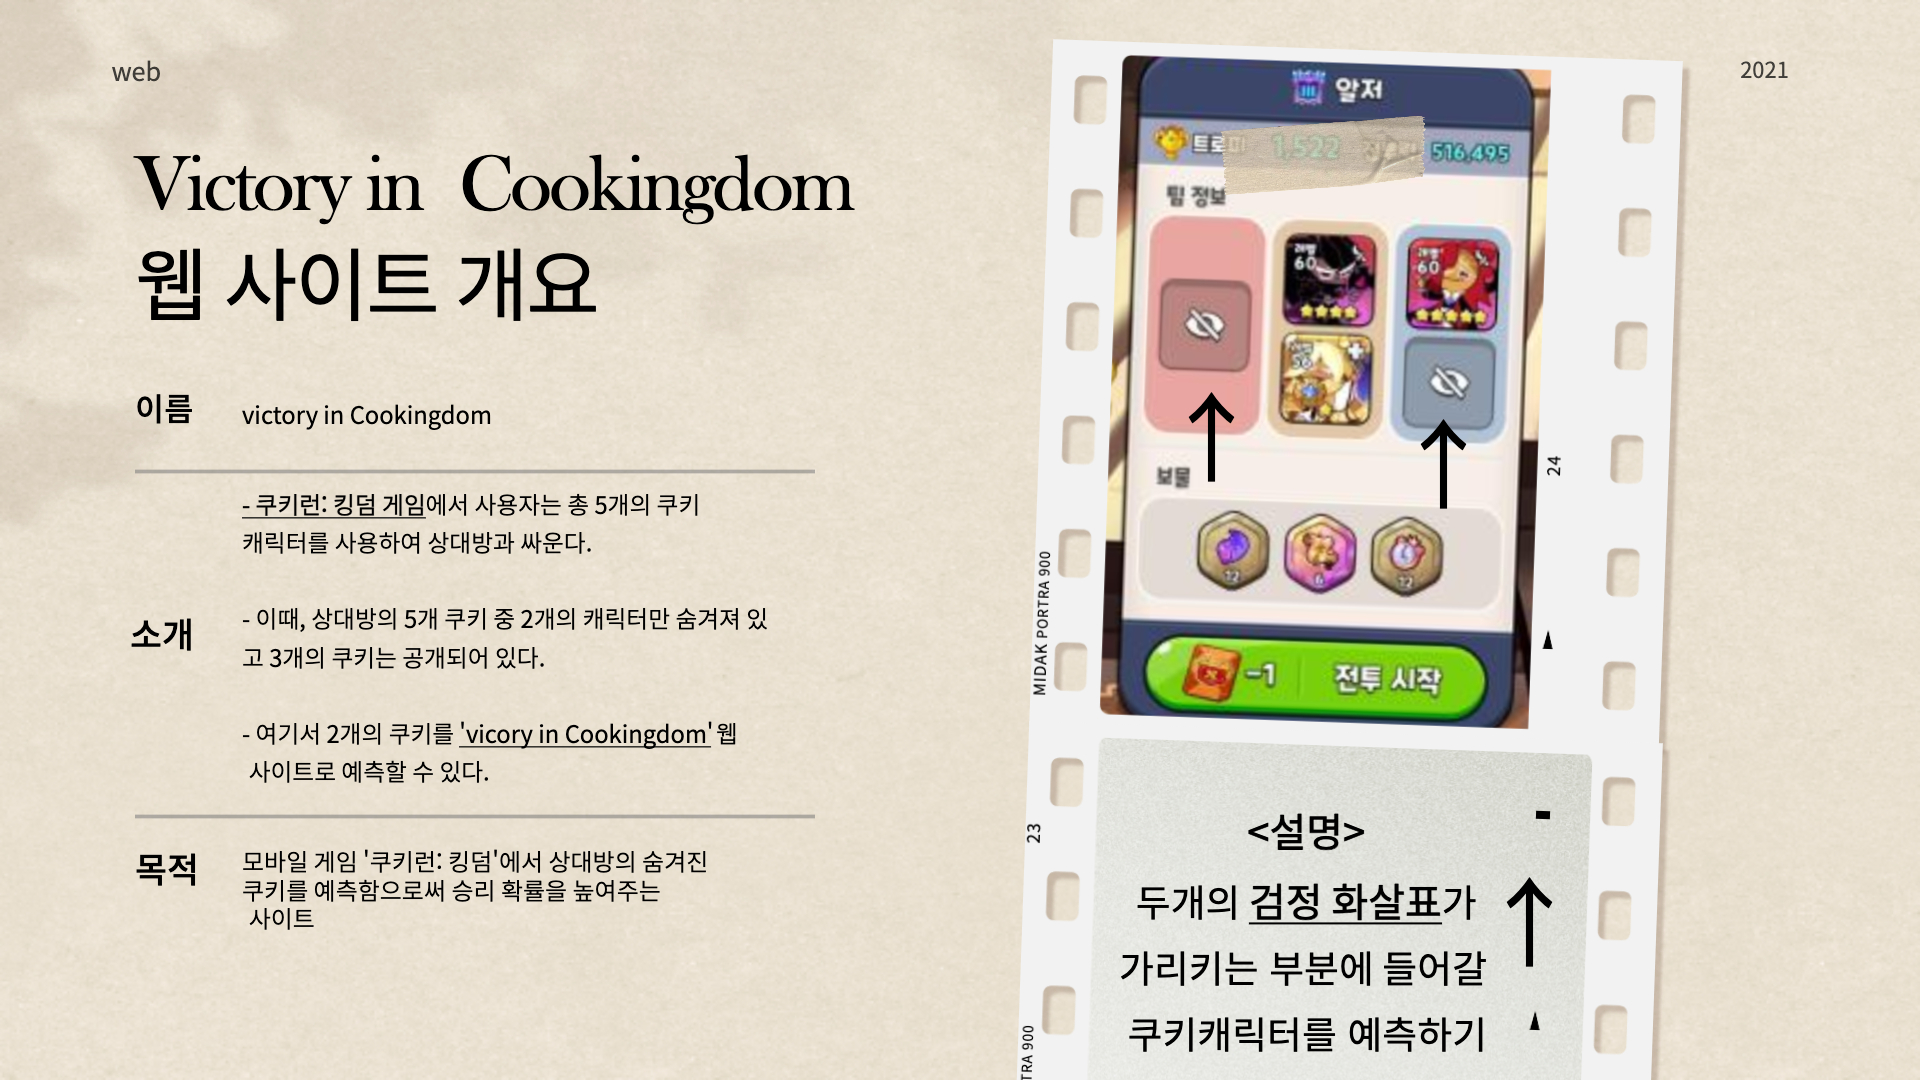 web
2021
Victory in Cookingdom
웹 사이트 개요
이름
victory in Cookingdom
소개
- 쿠키런: 킹덤 게임에서 사용자는 총 5개의 쿠키
캐릭터를 사용하여 상대방과 싸운다.
- 이때, 상대방의 5개 쿠키 중 2개의 캐릭터만 숨겨져 있
고 3개의 쿠키는 공개되어 있다.
- 여기서 2개의 쿠키를 'vicory in Cookingdom' 웹
사이트로 예측할 수 있다.
목적
모바일 게임 '쿠키런: 킹덤'에서 상대방의 숨겨진
쿠키를 예측함으로써 승리 확률을 높여주는
사이트
알저
트로피 1,522 전투력 516,495
팀 정보
레벨 60
레벨 60
레벨 56
보물
12
6
12
-1 전투 시작
24
MIDAK PORTRA 900
23
TRA 900
<설명>
두개의 검정 화살표가
가리키는 부분에 들어갈
쿠키캐릭터를 예측하기